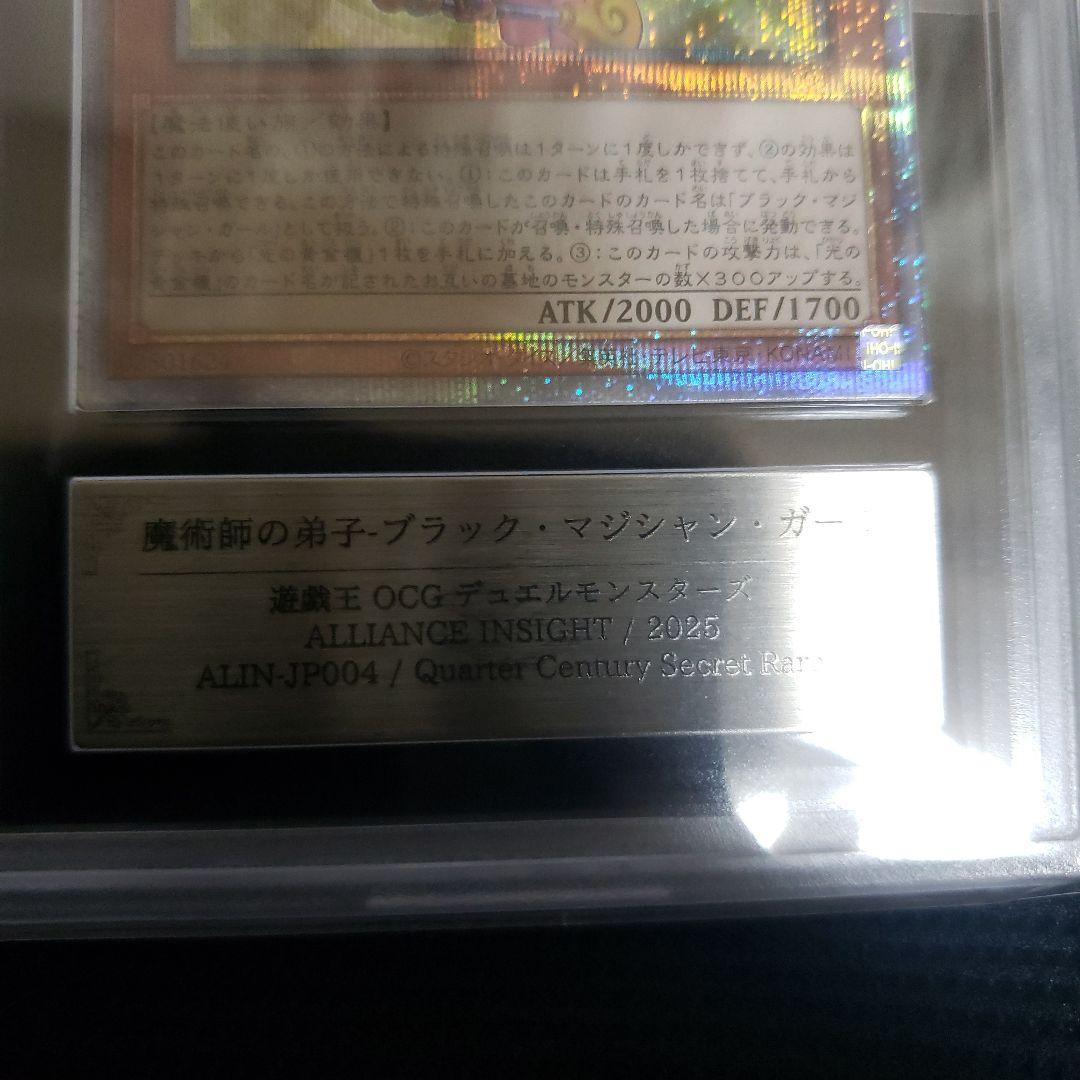 [魔法使い族／効果]
このカード名の、①の方法による特殊召喚は1ターンに1度しかできず、②の効果は
1ターンに1度しか使用できない。①：このカードは手札を1枚捨てて、手札から
特殊召喚できる。この方法で特殊召喚したこのカードのカード名は「ブラック・マジ
シャン・ガール」として扱う。②：このカードが召喚・特殊召喚した場合に発動できる。
デッキから「光の黄金櫃」1枚を手札に加える。③：このカードの攻撃力は、「光の
黄金櫃」のカード名が記されたお互いの墓地のモンスターの数×300アップする。
ATK/2000 DEF/1700
テレビ東京・KONAMI
魔術師の弟子-ブラック・マジシャン・ガー
遊戯王 OCG デュエルモンスターズ
ALLIANCE INSIGHT / 2025
ALIN-JP004 / Quarter Century Secret Rare